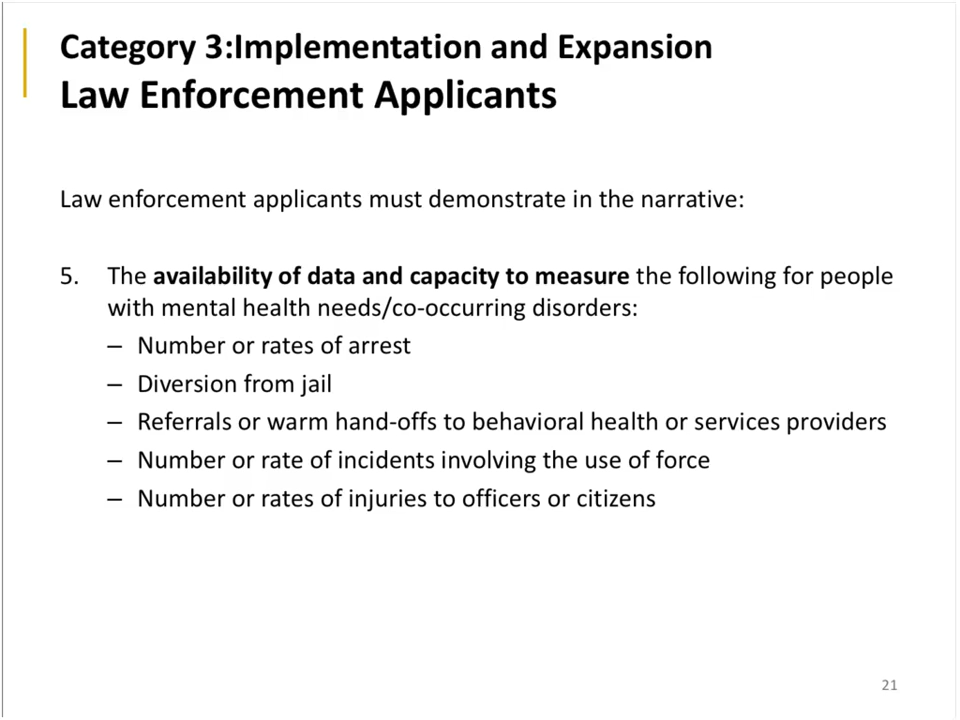 Category 3:Implementation and Expansion
Law Enforcement Applicants
Law enforcement applicants must demonstrate in the narrative:
5. The availability of data and capacity to measure the following for people
with mental health needs/co-occurring disorders:
– Number or rates of arrest
– Diversion from jail
– Referrals or warm hand-offs to behavioral health or services providers
– Number or rate of incidents involving the use of force
– Number or rates of injuries to officers or citizens
21